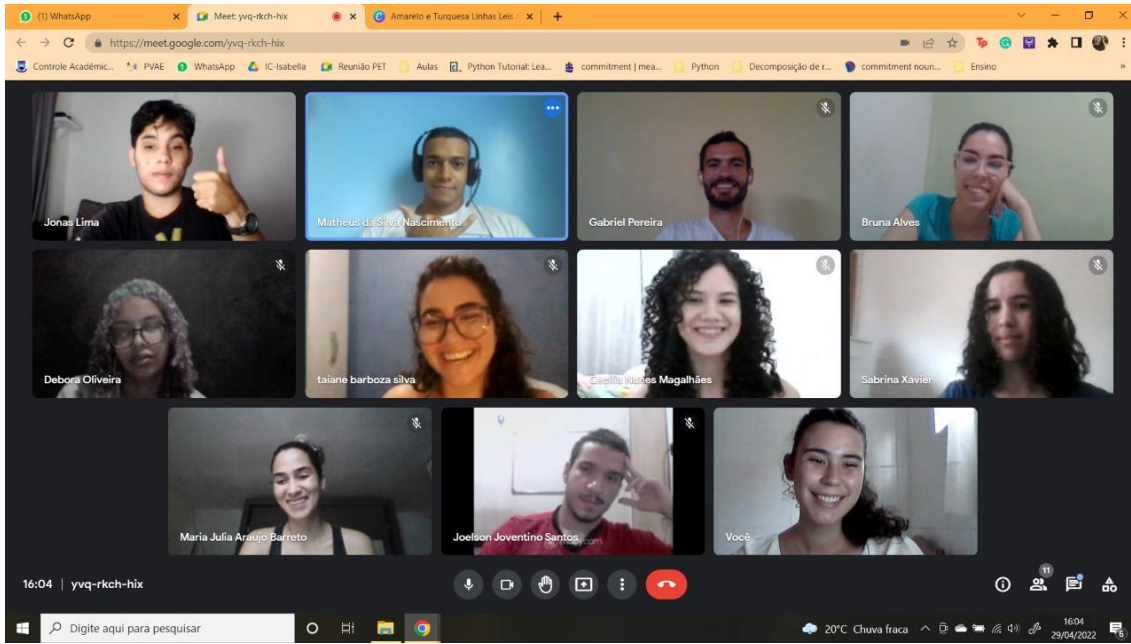 (1) WhatsApp
Meet: yvq-rkch-hix
Amarelo e Turquesa Linhas Leis
https://meet.google.com/yvq-rkch-hix
Controle Acadêmic... PVAE WhatsApp IC-Isabella Reunião PET Aulas Python Tutorial: Lea... commitment | mea... Python Decomposição de r... commitment noun... Ensino
Jonas Lima
Matheus da Silva Nascimento
Gabriel Pereira
Bruna Alves
Debora Oliveira
taiane barboza silva
Cecilia Nunes Magalhães
Sabrina Xavier
Maria Julia Araujo Barreto
Joelson Joventino Santos
Você
16:04 | yvq-rkch-hix
11
Digite aqui para pesquisar
20°C Chuva fraca
16:04
29/04/2022
6